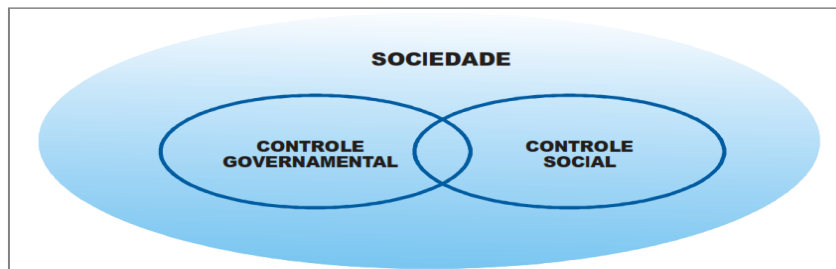 SOCIEDADE
CONTROLE
GOVERNAMENTAL
CONTROLE
SOCIAL